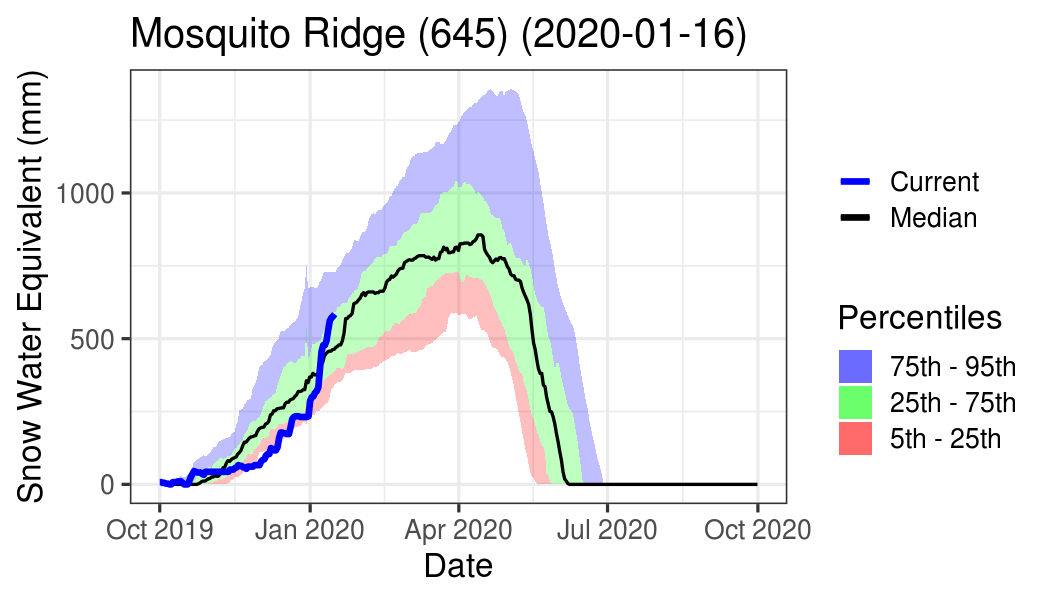 Mosquito Ridge (645) (2020-01-16)
Snow Water Equivalent (mm)
1000
500
0
Oct 2019 Jan 2020 Apr 2020 Jul 2020 Oct 2020
Date
Current
Median
Percentiles
75th - 95th
25th - 75th
5th - 25th